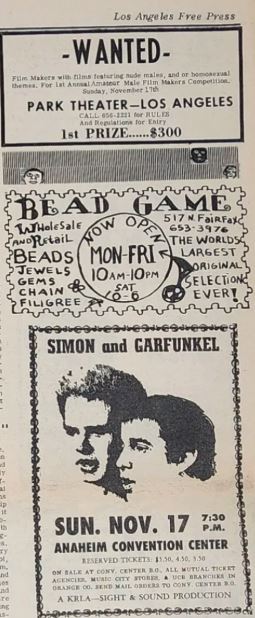 Los Angeles Free Press
-WANTED-
Film Makers with films featuring nude males, and or homosexual
themes. For 1st Annual Amateur Male Film Makers Competition.
Sunday, November 17th
PARK THEATER—LOS ANGELES
CALL 656-2221 for RULES
And Regulations for Entry
1st PRIZE......$300
BEAD GAME
WholeSale
AND Retail
BEADS
JEWELS
GEMS
CHAIN &
FILIGREE
NOW OPEN
MON-FRI
10AM-10PM
SAT
10-6
517 N. FAIRFAX
653-3976
THE WORLDS
LARGEST
ORIGINAL
SELECTION
EVER!
SIMON and GARFUNKEL
SUN. NOV. 17 7:30 P.M.
ANAHEIM CONVENTION CENTER
RESERVED TICKETS: $5.50, 4.50, 3.50
ON SALE AT CONV. CENTER B.O., ALL MUTUAL TICKET
AGENCIES, MUSIC CITY STORES, & UCB BRANCHES IN
ORANGE CO. SEND MAIL ORDERS TO CONV. CENTER B.O.
A KRLA—SIGHT & SOUND PRODUCTION